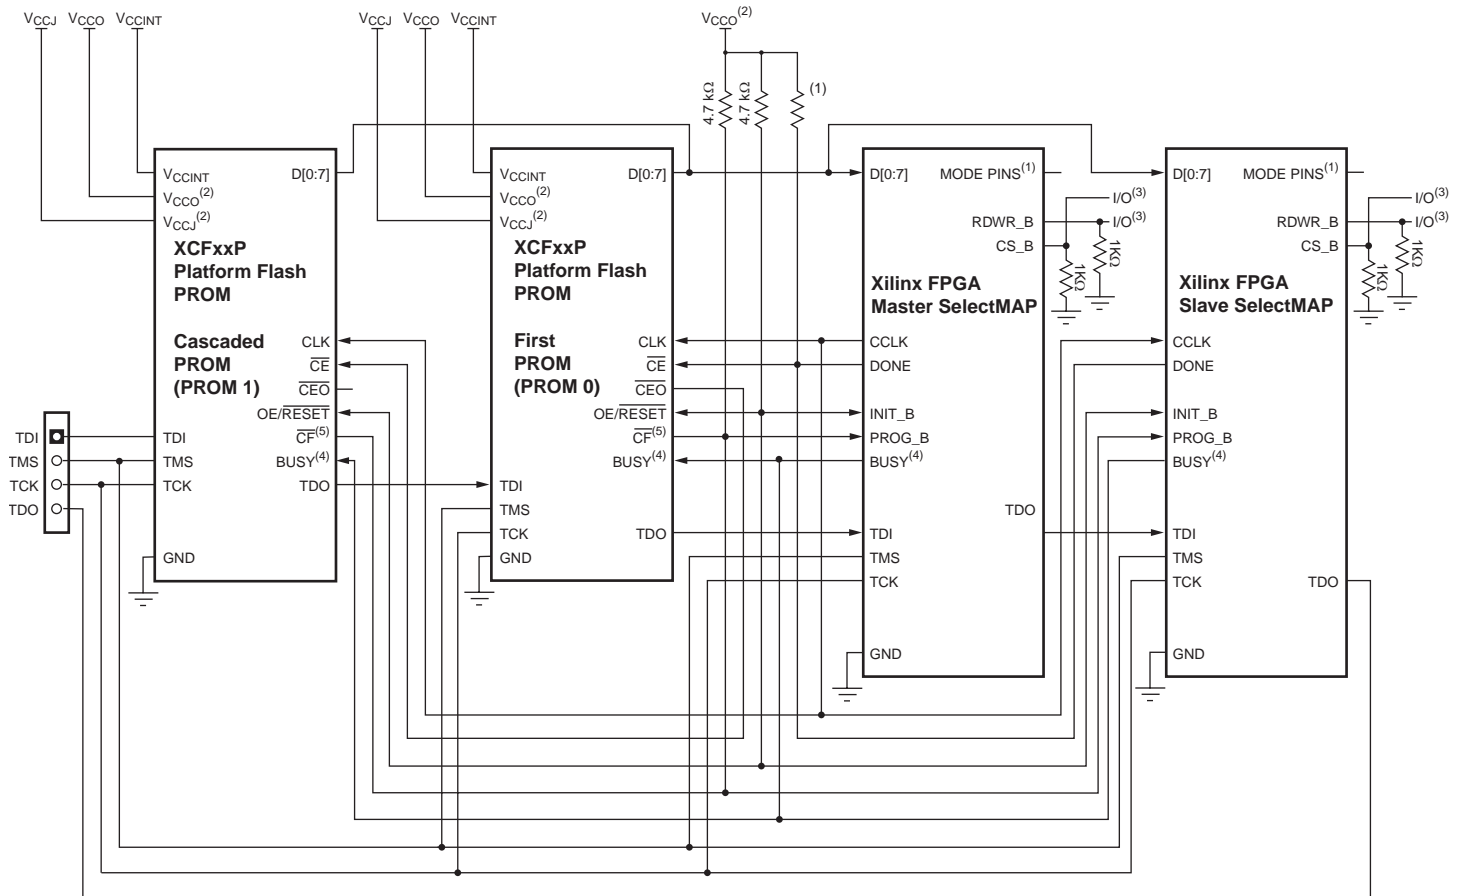 VCCJ VCCO VCCINT
VCCJ VCCO VCCINT
VCCO(2)
4.7 kΩ
4.7 kΩ
(1)
VCCINT
VCCO(2)
VCCJ(2)
D[0:7]
XCFxxP
Platform Flash
PROM
Cascaded
PROM
(PROM 1)
CLK
CE
CEO
OE/RESET
CF(5)
BUSY(4)
TDO
TDI
TMS
TCK
GND
TDI
TMS
TCK
TDO
VCCINT
VCCO(2)
VCCJ(2)
D[0:7]
XCFxxP
Platform Flash
PROM
First
PROM
(PROM 0)
CLK
CE
CEO
OE/RESET
CF(5)
BUSY(4)
TDO
TDI
TMS
TCK
GND
D[0:7]
MODE PINS(1)
RDWR_B
CS_B
I/O(3)
I/O(3)
1KΩ
1KΩ
Xilinx FPGA
Master SelectMAP
CCLK
DONE
INIT_B
PROG_B
BUSY(4)
TDO
TDI
TMS
TCK
GND
D[0:7]
MODE PINS(1)
RDWR_B
CS_B
I/O(3)
I/O(3)
1KΩ
1KΩ
Xilinx FPGA
Slave SelectMAP
CCLK
DONE
INIT_B
PROG_B
BUSY(4)
TDI
TMS
TCK
TDO
GND